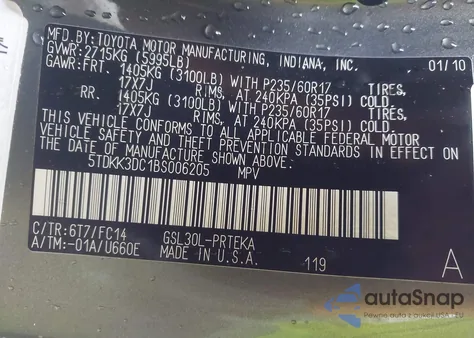 MFD.BY:TOYOTA MOTOR MANUFACTURING, INDIANA, INC. 01/10
GVWR:2715KG (5995LB)
GAWR:FRT. 1405KG (3100LB) WITH P235/60R17 TIRES,
17X7J RIMS, AT 240KPA (35PSI) COLD.
RR. 1405KG (3100LB) WITH P235/60R17 TIRES,
17X7J RIMS, AT 240KPA (35PSI) COLD.
THIS VEHICLE CONFORMS TO ALL APPLICABLE FEDERAL MOTOR
VEHICLE SAFETY AND THEFT PREVENTION STANDARDS IN EFFECT ON
THE DATE OF MANUFACTURE SHOWN ABOVE.
5TDKK3DC1BS006205 MPV
C/TR:6T7/FC14 GSL30L-PRTEKA
A/TM:-01A/U660E MADE IN U.S.A. 119 A
autoSnap
Pewne auta z aukcji w USA